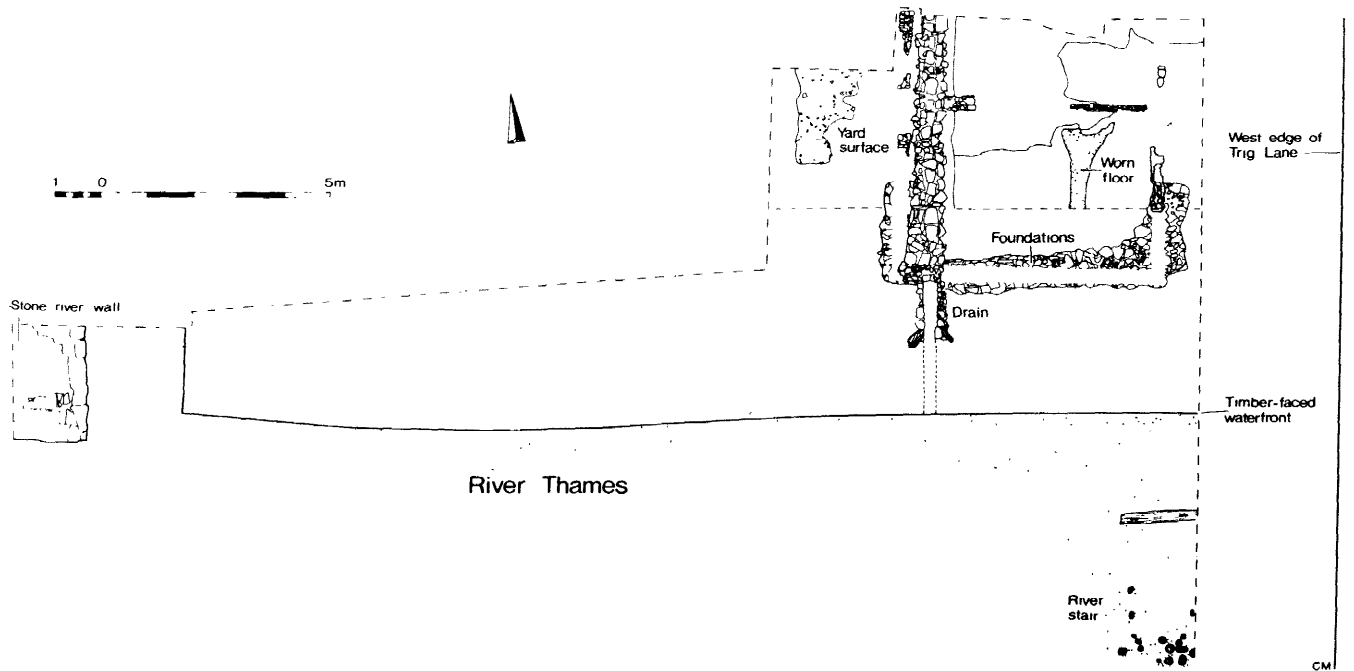 Yard
surface
West edge of
Trig Lane
Worn
floor
1 0 5m
Foundations
Stone river wall
Drain
Timber-faced
waterfront
River Thames
River
stair
CM